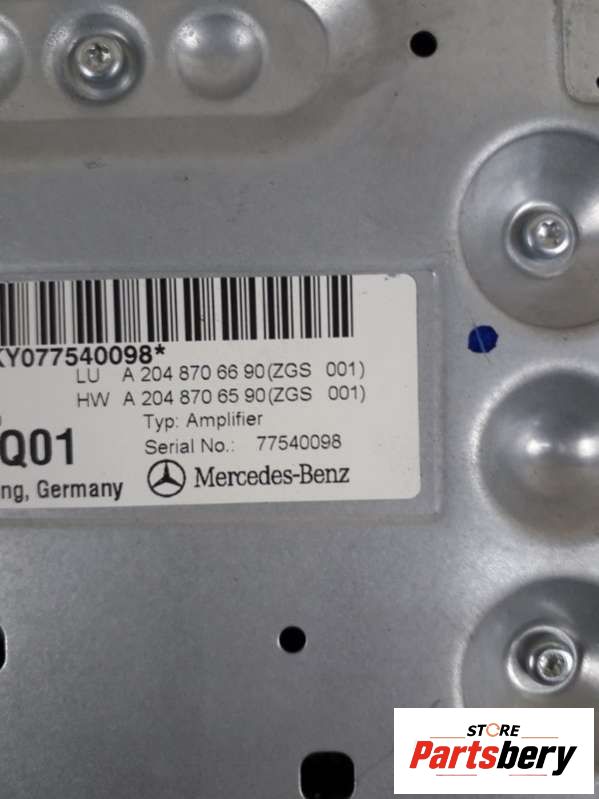 KY077540098*
LU A 204 870 66 90(ZGS 001)
HW A 204 870 65 90(ZGS 001)
Q01
Typ: Amplifier
Serial No.: 77540098
ng, Germany
Mercedes-Benz
STORE
Partsbery